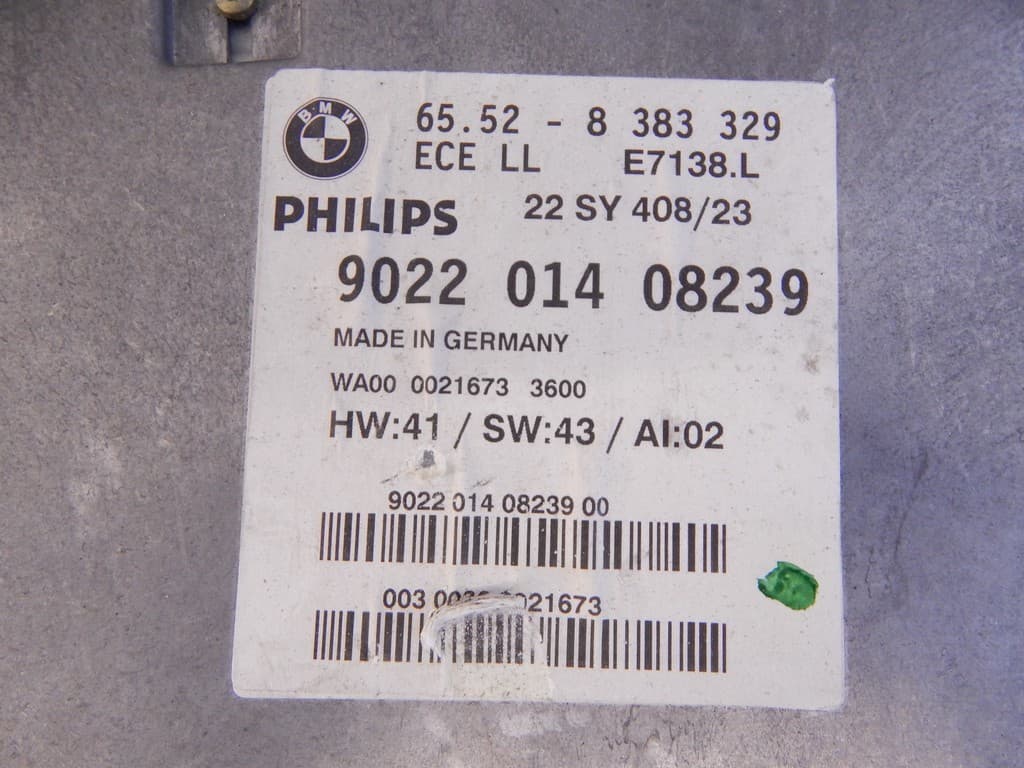 BMW
65.52 - 8 383 329
ECE LL E7138.L
PHILIPS 22 SY 408/23
9022 014 08239
MADE IN GERMANY
WA00 0021673 3600
HW:41 / SW:43 / AI:02
9022 014 08239 00
003